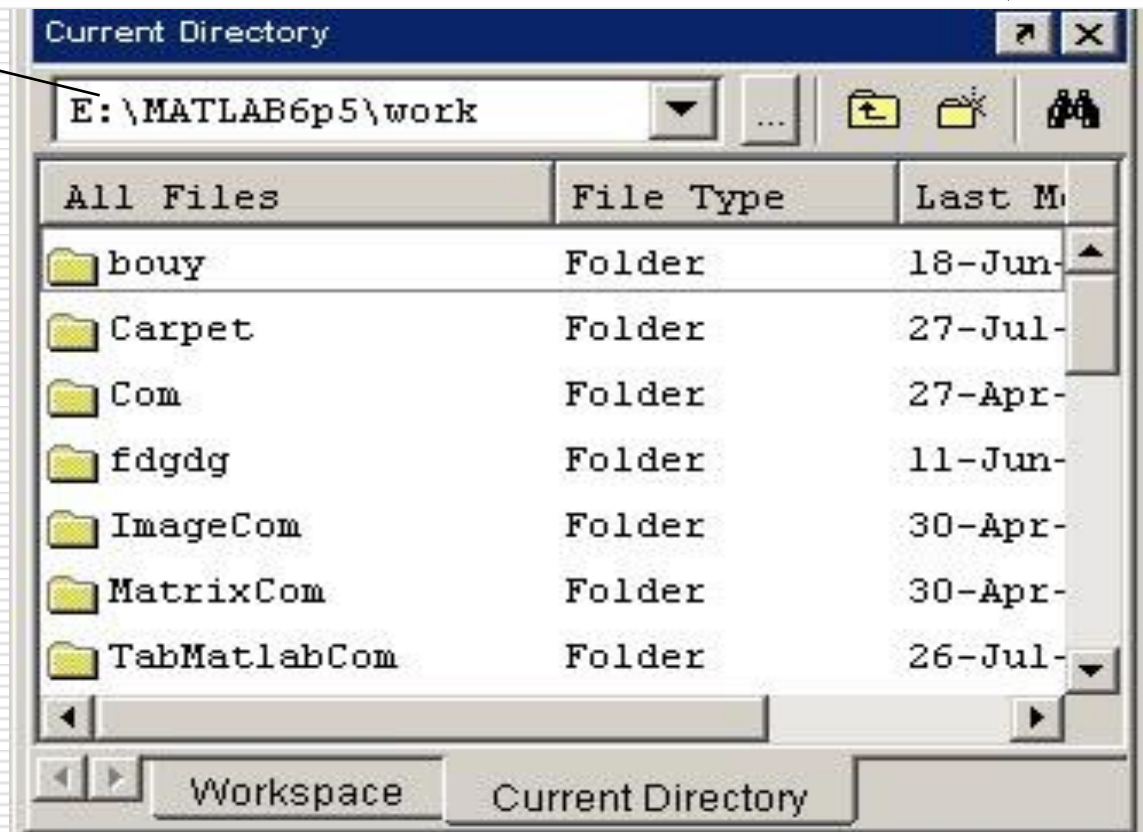 Current Directory
E:\MATLAB6p5\work
...
All Files File Type Last M
bouy Folder 18-Jun-
Carpet Folder 27-Jul-
Com Folder 27-Apr-
fdgdg Folder 11-Jun-
ImageCom Folder 30-Apr-
MatrixCom Folder 30-Apr-
TabMatlabCom Folder 26-Jul-
Workspace Current Directory